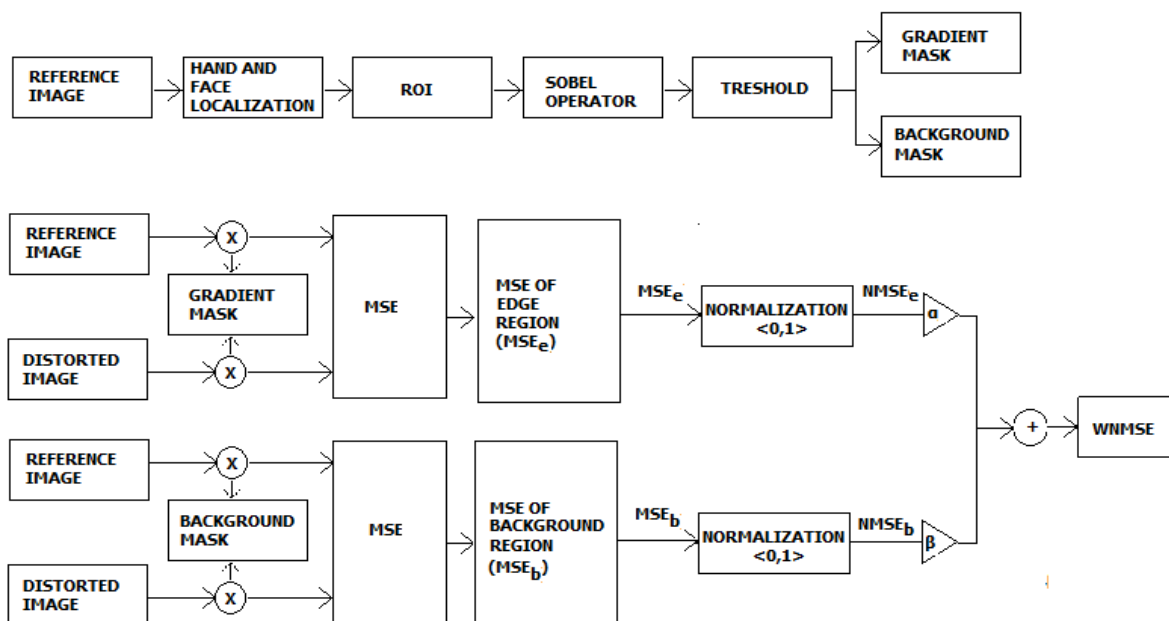 REFERENCE
IMAGE
HAND AND
FACE
LOCALIZATION
ROI
SOBEL
OPERATOR
TRESHOLD
GRADIENT
MASK
BACKGROUND
MASK
REFERENCE
IMAGE
X
GRADIENT
MASK
DISTORTED
IMAGE
X
MSE
MSE OF
EDGE
REGION
(MSEe)
MSEe
NORMALIZATION
<0,1>
NMSEe
α
REFERENCE
IMAGE
X
BACKGROUND
MASK
DISTORTED
IMAGE
X
MSE
MSE OF
BACKGROUND
REGION
(MSEb)
MSEb
NORMALIZATION
<0,1>
NMSEb
β
+
WNMSE